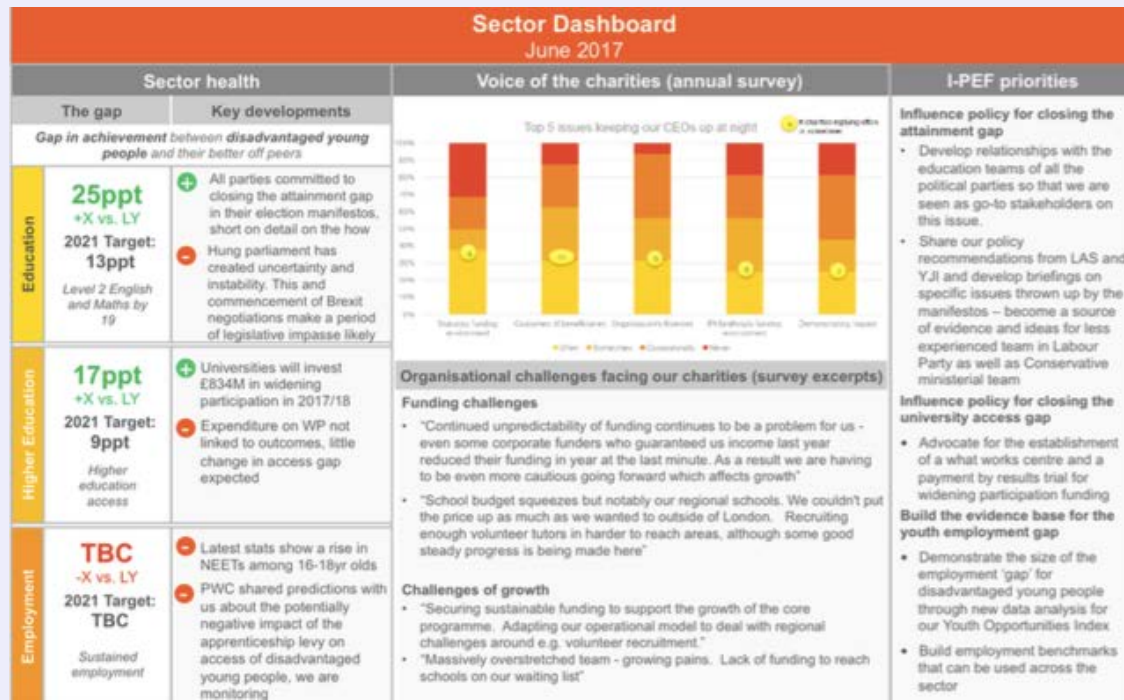 Sector Dashboard
June 2017
Sector health
The gap
Key developments
Gap in achievement between disadvantaged young
people and their better off peers
Education
25ppt
+X vs. LY
2021 Target:
13ppt
Level 2 English
and Maths by
19
All parties committed to
closing the attainment gap
in their election manifestos,
short on detail on the how
Hung parliament has
created uncertainty and
instability. This and
commencement of Brexit
negotiations make a period
of legislative impasse likely
Higher Education
17ppt
+X vs. LY
2021 Target:
9ppt
Higher
education
access
Universities will invest
£834M in widening
participation in 2017/18
Expenditure on WP not
linked to outcomes, little
change in access gap
expected
Employment
TBC
-X vs. LY
2021 Target:
TBC
Sustained
employment
Latest stats show a rise in
NEETs among 16-18yr olds
PWC shared predictions with
us about the potentially
negative impact of the
apprenticeship levy on
access of disadvantaged
young people, we are
monitoring
Voice of the charities (annual survey)
Top 5 issues keeping our CEOs up at night
Organisational challenges facing our charities (survey excerpts)
Funding challenges
• "Continued unpredictability of funding continues to be a problem for us -
even some corporate funders who guaranteed us income last year
reduced their funding in year at the last minute. As a result we are having
to be even more cautious going forward which affects growth"
• "School budget squeezes but notably our regional schools. We couldn't put
the price up as much as we wanted to outside of London. Recruiting
enough volunteer tutors in harder to reach areas, although some good
steady progress is being made here"
Challenges of growth
• "Securing sustainable funding to support the growth of the core
programme. Adapting our operational model to deal with regional
challenges around e.g. volunteer recruitment."
• "Massively overstretched team - growing pains. Lack of funding to reach
schools on our waiting list"
I-PEF priorities
Influence policy for closing the
attainment gap
• Develop relationships with the
education teams of all the
political parties so that we are
seen as go-to stakeholders on
this issue.
• Share our policy
recommendations from LAS and
YJI and develop briefings on
specific issues thrown up by the
manifestos – become a source
of evidence and ideas for less
experienced team in Labour
Party as well as Conservative
ministerial team
Influence policy for closing the
university access gap
• Advocate for the establishment
of a what works centre and a
payment by results trial for
widening participation funding
Build the evidence base for the
youth employment gap
• Demonstrate the size of the
employment 'gap' for
disadvantaged young people
through new data analysis for
our Youth Opportunities Index
• Build employment benchmarks
that can be used across the
sector